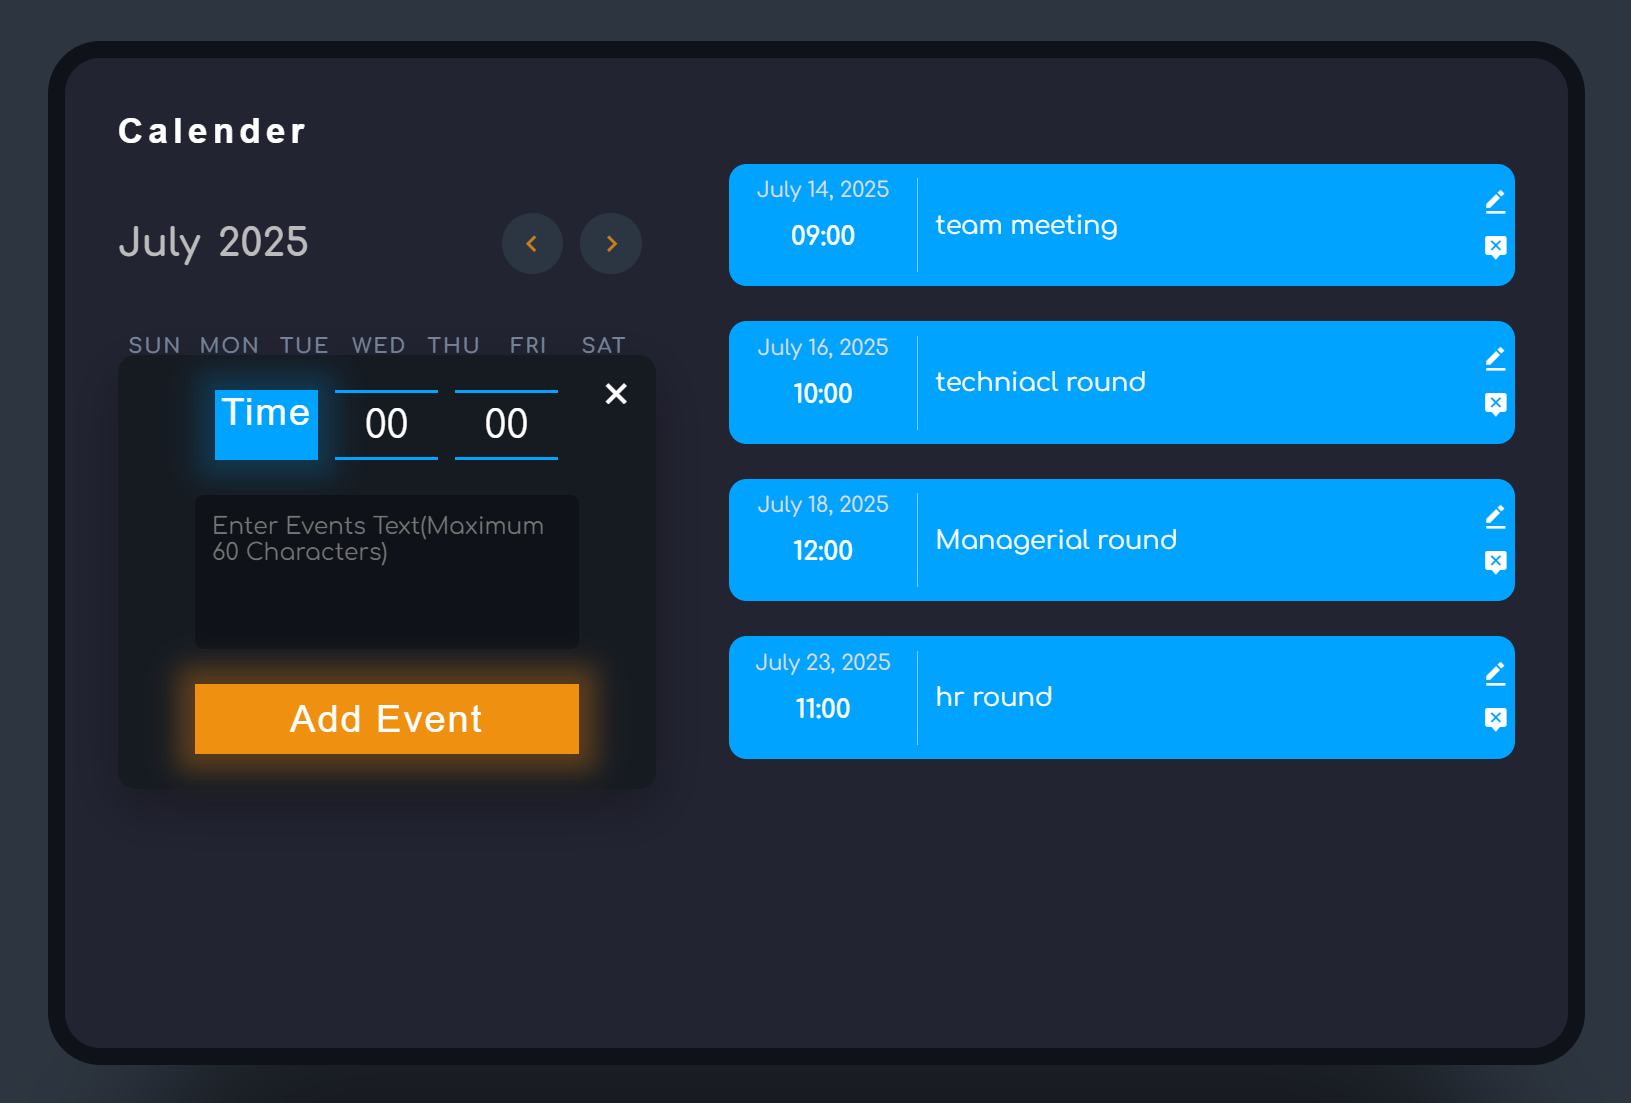 Calender
July 2025
SUN MON TUE WED THU FRI SAT
Time 00 00
Enter Events Text(Maximum
60 Characters)
Add Event
July 14, 2025
09:00
team meeting
July 16, 2025
10:00
techniacl round
July 18, 2025
12:00
Managerial round
July 23, 2025
11:00
hr round